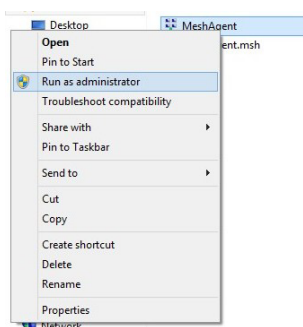 Desktop
MeshAgent
Open
ent.msh
Pin to Start
Run as administrator
Troubleshoot compatibility
Share with
Pin to Taskbar
Send to
Cut
Copy
Create shortcut
Delete
Rename
Properties
Network